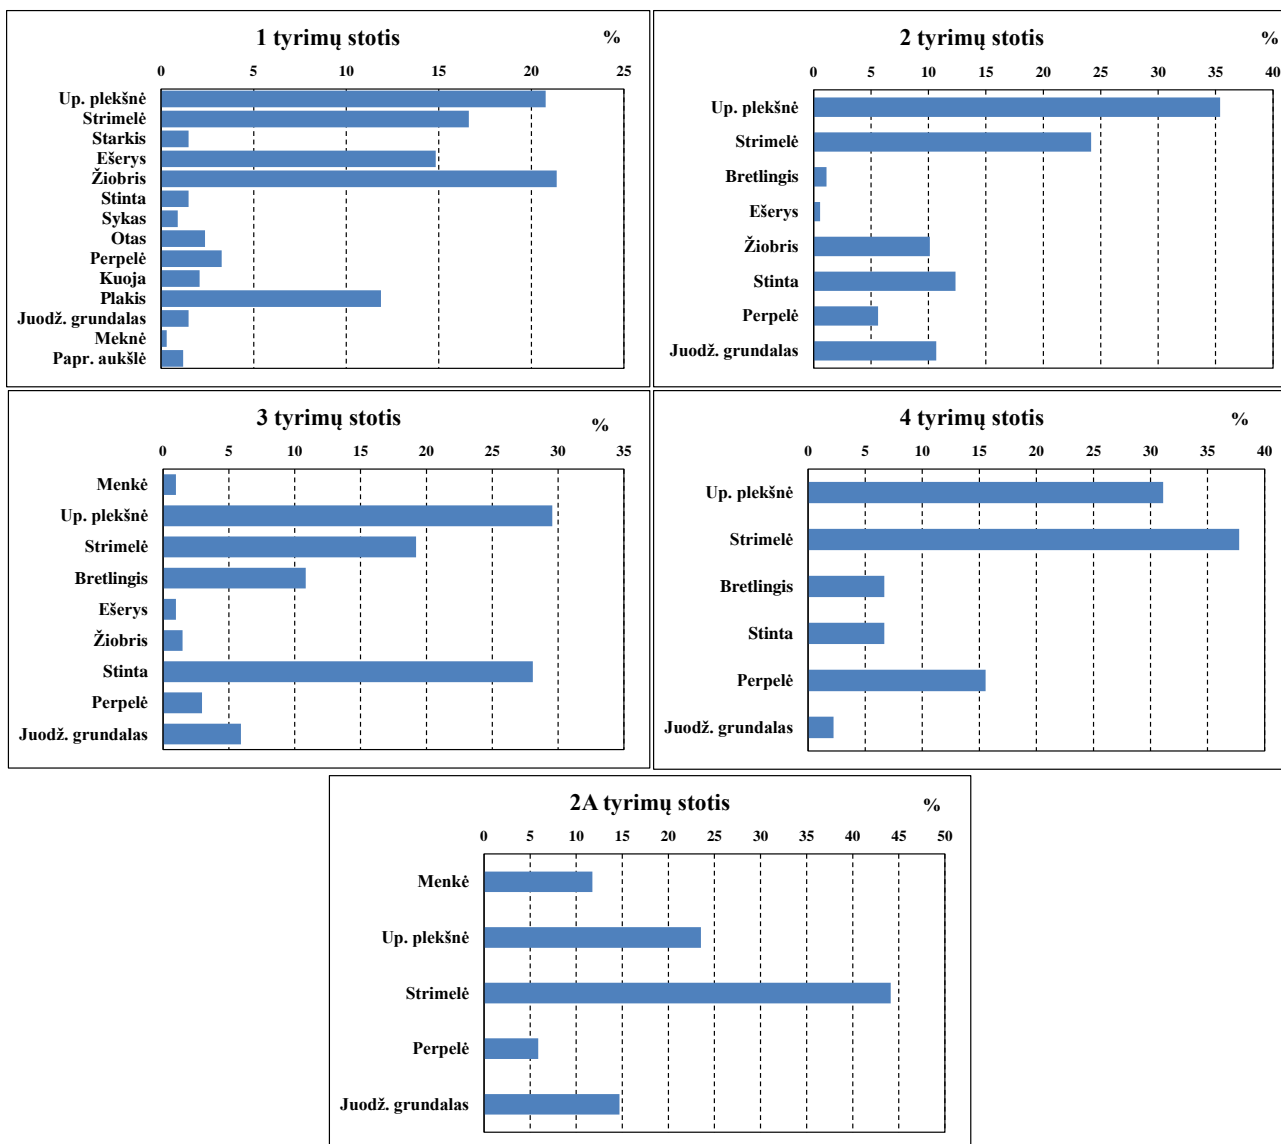 1 tyrimų stotis %
0 5 10 15 20 25
Up. plekšnė
Strimelė
Starkis
Ešerys
Žiobris
Stinta
Sykas
Otas
Perpelė
Kuoja
Plakis
Juodž. grundalas
Meknė
Papr. aukšlė
2 tyrimų stotis %
0 5 10 15 20 25 30 35 40
Up. plekšnė
Strimelė
Bretlingis
Ešerys
Žiobris
Stinta
Perpelė
Juodž. grundalas
3 tyrimų stotis %
0 5 10 15 20 25 30 35
Menkė
Up. plekšnė
Strimelė
Bretlingis
Ešerys
Žiobris
Stinta
Perpelė
Juodž. grundalas
4 tyrimų stotis %
0 5 10 15 20 25 30 35 40
Up. plekšnė
Strimelė
Bretlingis
Stinta
Perpelė
Juodž. grundalas
2A tyrimų stotis %
0 5 10 15 20 25 30 35 40 45 50
Menkė
Up. plekšnė
Strimelė
Perpelė
Juodž. grundalas